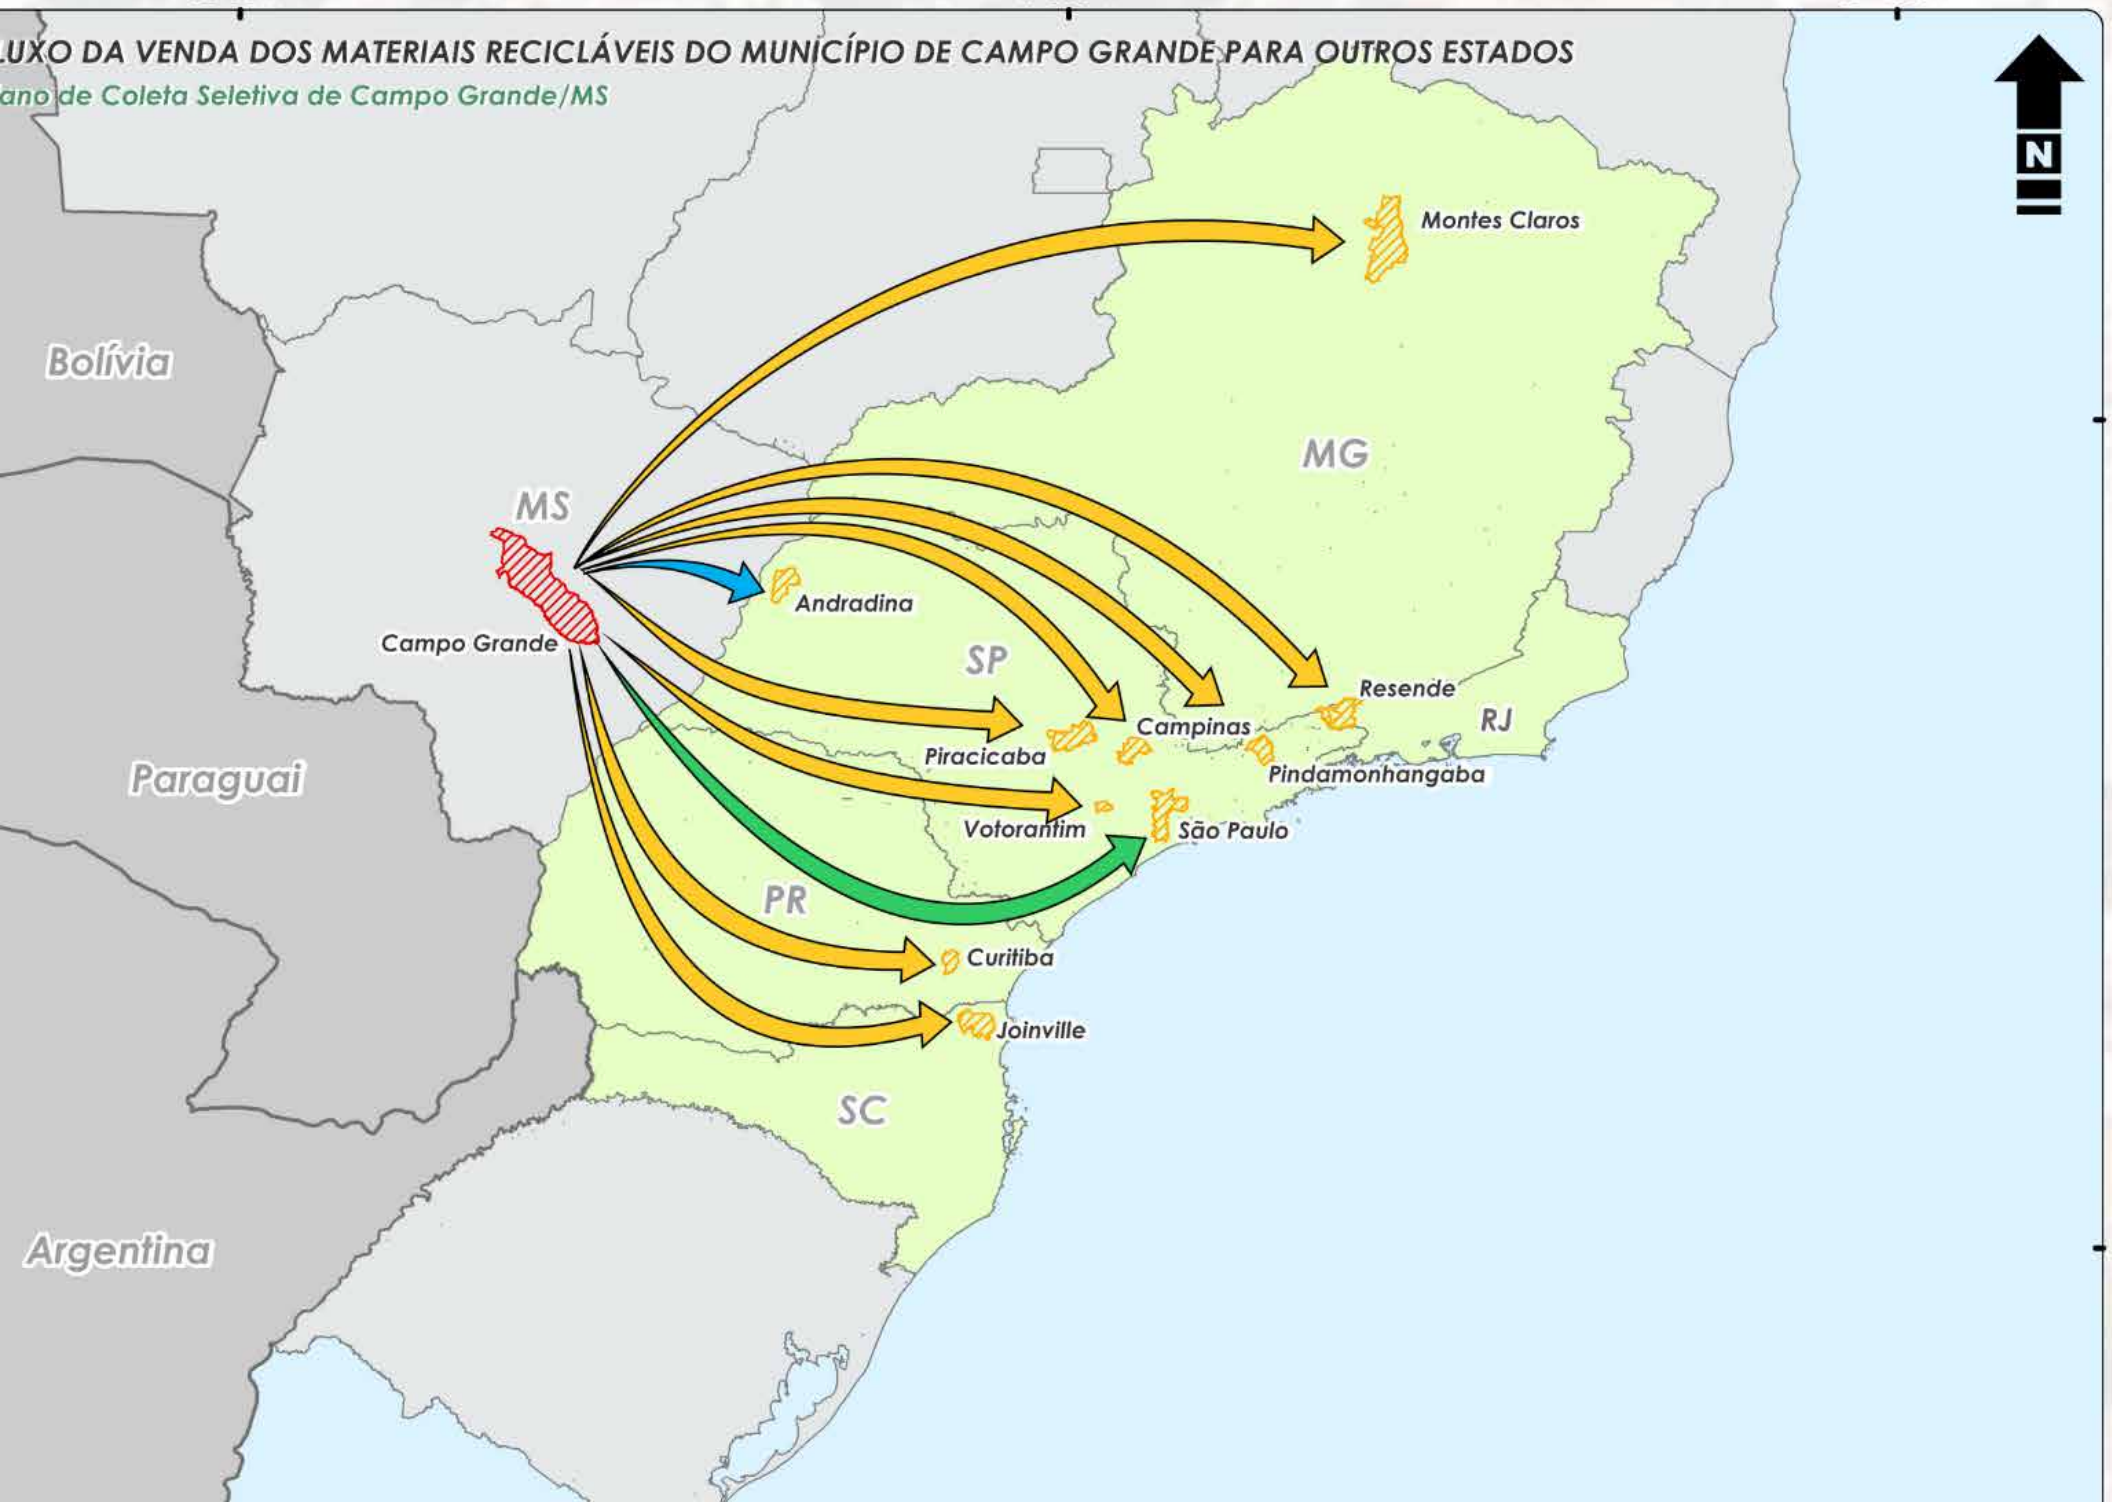 LUXO DA VENDA DOS MATERIAIS RECICLÁVEIS DO MUNICÍPIO DE CAMPO GRANDE PARA OUTROS ESTADOS
ano de Coleta Seletiva de Campo Grande/MS
N
Montes Claros
Bolívia
MG
MS
Andradina
Campo Grande
SP
Resende
RJ
Campinas
Piracicaba
Pindamonhangaba
Paraguai
Votorantim
São Paulo
PR
Curitiba
Joinville
SC
Argentina